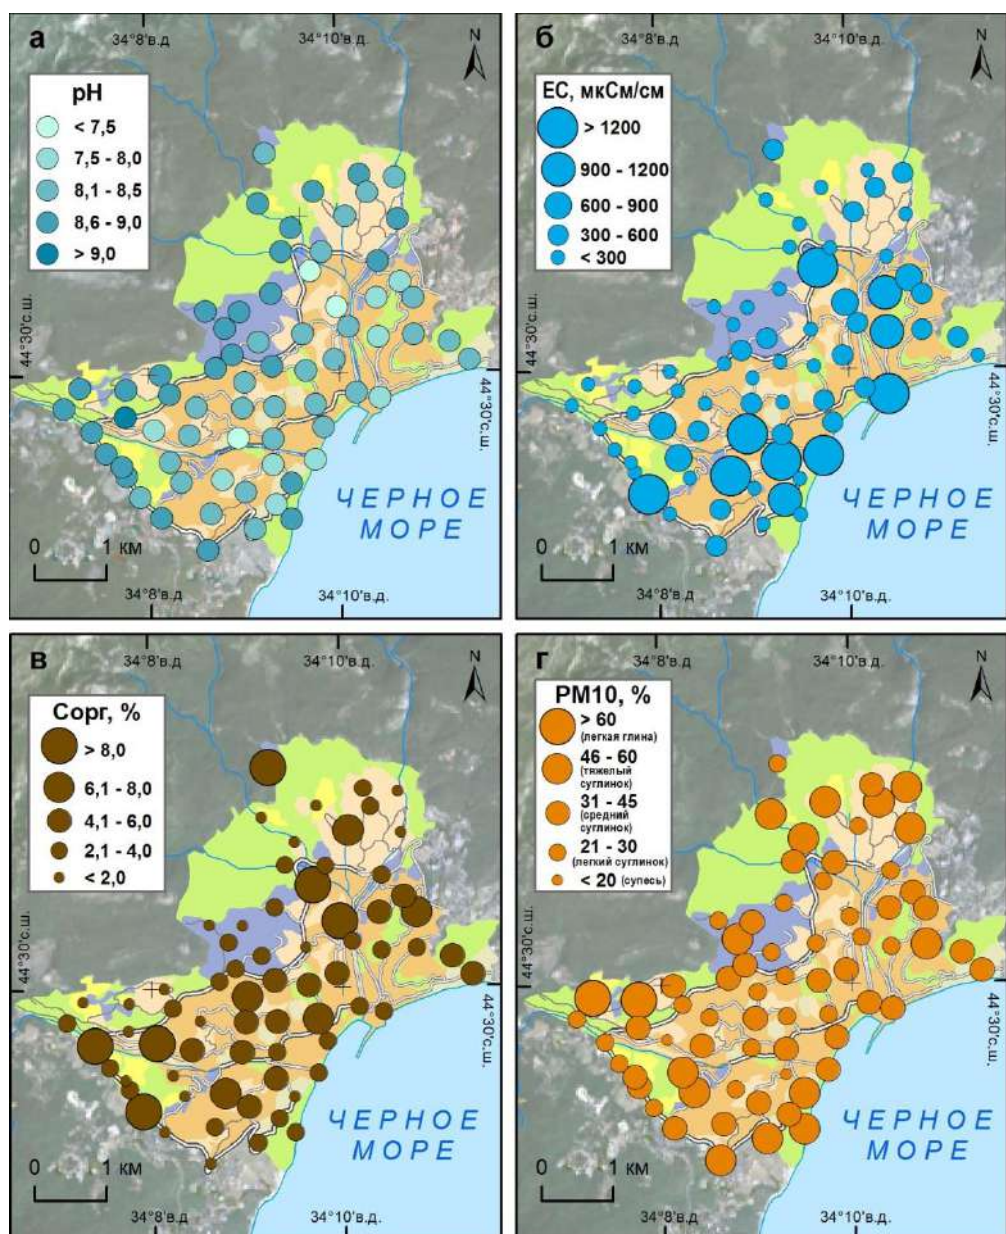 а
34°8'в.д
34°10'в.д.
N
pH
< 7,5
7,5 - 8,0
8,1 - 8,5
8,6 - 9,0
> 9,0
44°30'с.ш.
44°30'с.ш.
ЧЕРНОЕ
МОРЕ
0 1 км
34°8'в.д
34°10'в.д.
б
34°8'в.д
34°10'в.д.
N
ЕС, мкСм/см
> 1200
900 - 1200
600 - 900
300 - 600
< 300
44°30'с.ш.
44°30'с.ш.
ЧЕРНОЕ
МОРЕ
0 1 км
34°8'в.д
34°10'в.д.
в
34°8'в.д
34°10'в.д.
N
Сорг, %
> 8,0
6,1 - 8,0
4,1 - 6,0
2,1 - 4,0
< 2,0
44°30'с.ш.
44°30'с.ш.
ЧЕРНОЕ
МОРЕ
0 1 км
34°8'в.д
34°10'в.д.
г
34°8'в.д
34°10'в.д.
N
PM10, %
> 60
(легкая глина)
46 - 60
(тяжелый
суглинок)
31 - 45
(средний
суглинок)
21 - 30
(легкий суглинок)
< 20 (супесь)
44°30'с.ш.
44°30'с.ш.
ЧЕРНОЕ
МОРЕ
0 1 км
34°8'в.д
34°10'в.д.